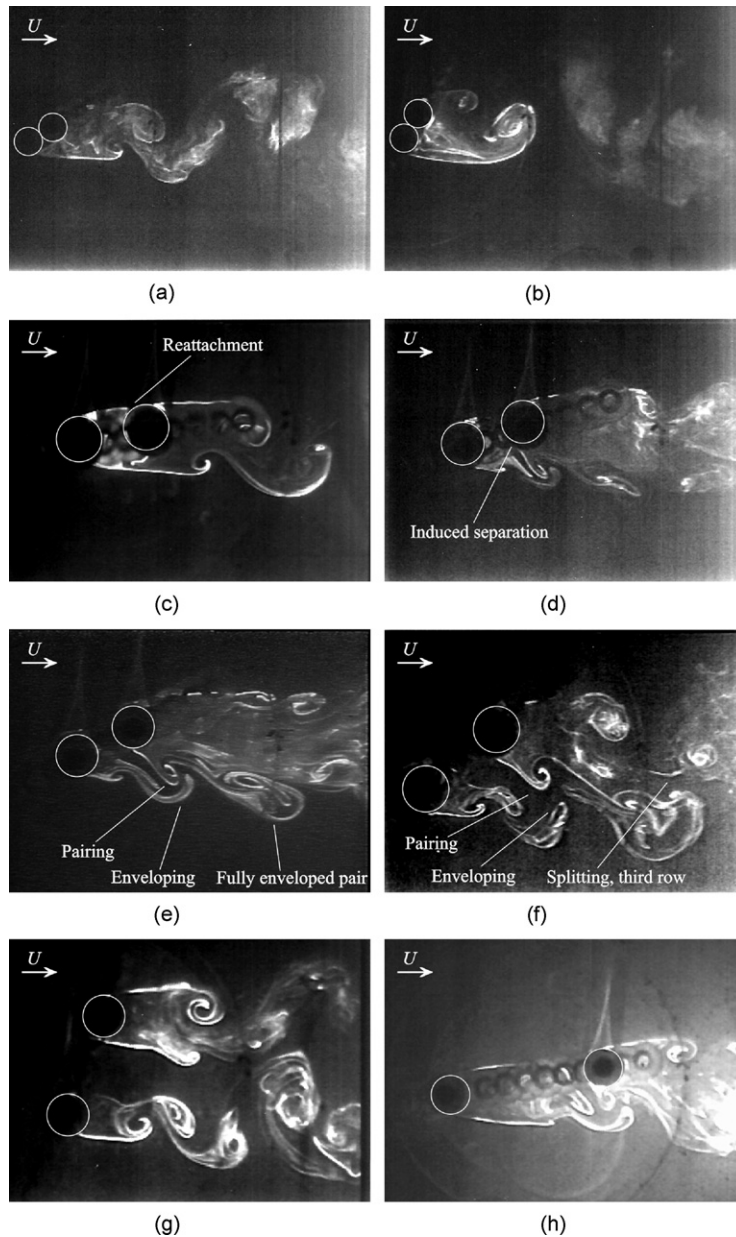 U
U
(a)
(b)
U
Reattachment
U
Induced separation
(c)
(d)
U
Pairing
Enveloping
Fully enveloped pair
U
Pairing
Enveloping
Splitting, third row
(e)
(f)
U
U
(g)
(h)